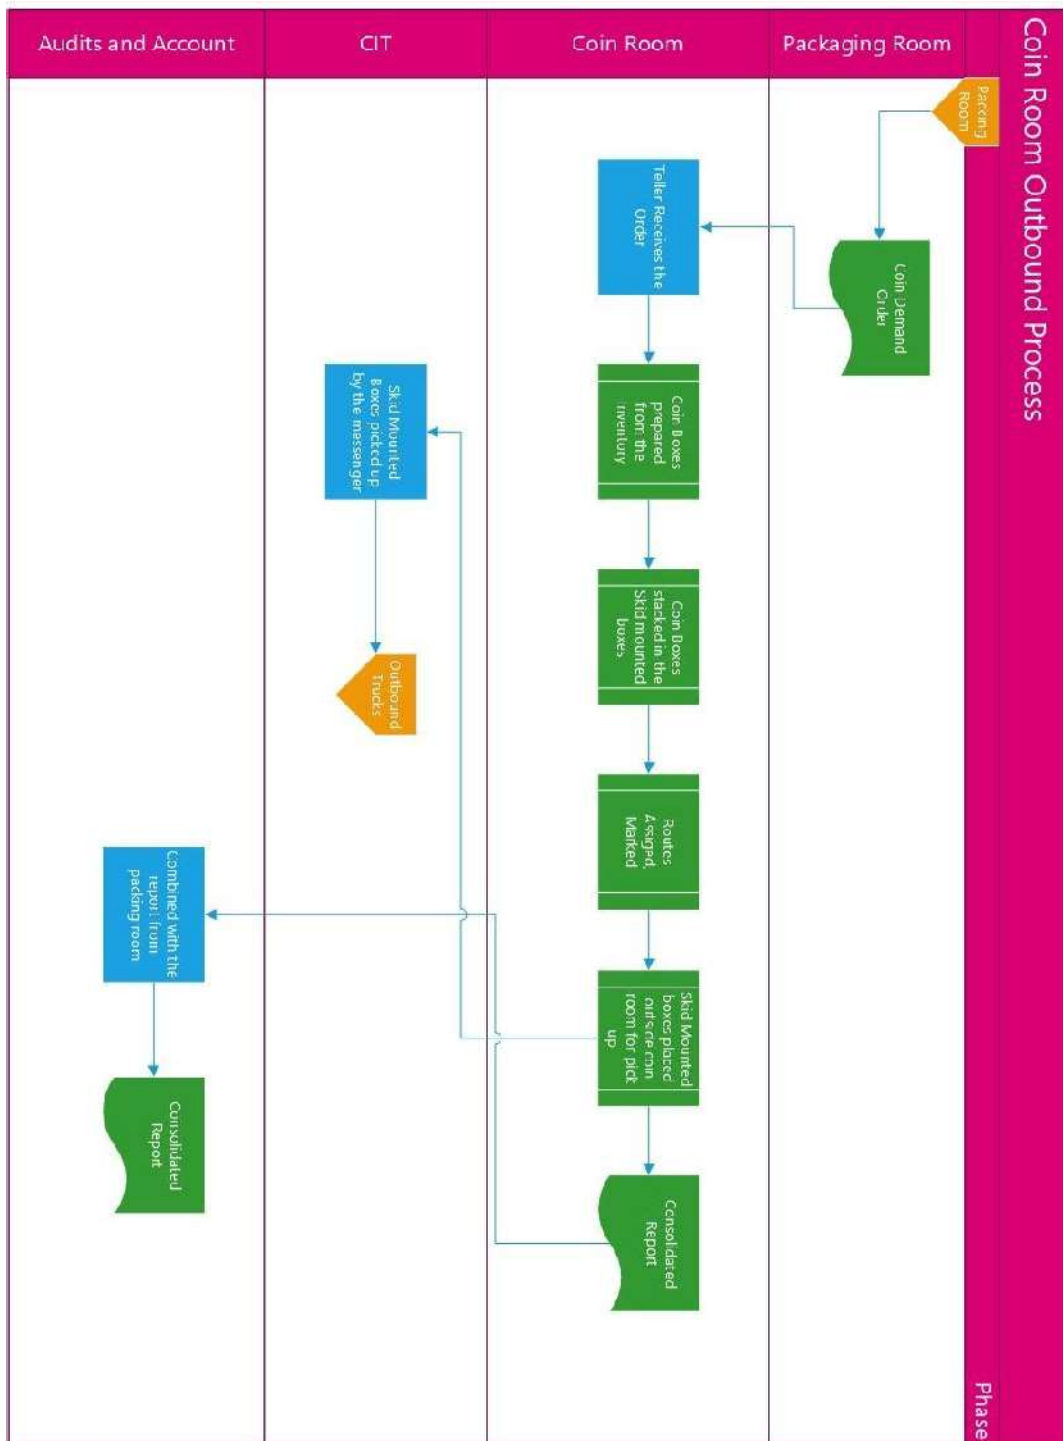 Coin Room Outbound Process
Phase
Packaging Room
Coin Room
CIT
Audits and Account
Packing
Room
Coin Demand
Order
Teller Receives the
Order
Coin Boxes
prepared
from the
Inventory
Coin Boxes
stacked in the
Skid mounted
boxes
Routes
Assiged,
Marked
Skid Mounted
boxes placed
outside coin
room for pick
up
Consolidated
Report
Skid Mounted
Boxes picked up
by the messenger
Outbound
Trucks
Combined with the
report from
packing room
Consolidated
Report